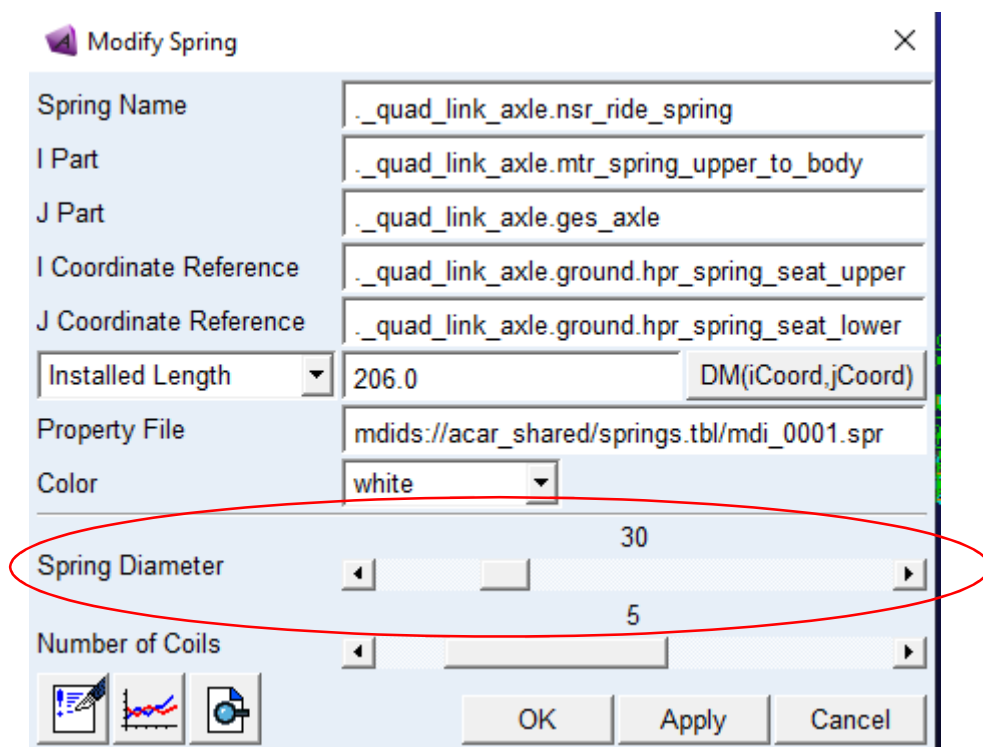 Modify Spring
Spring Name ._quad_link_axle.nsr_ride_spring
I Part ._quad_link_axle.mtr_spring_upper_to_body
J Part ._quad_link_axle.ges_axle
I Coordinate Reference ._quad_link_axle.ground.hpr_spring_seat_upper
J Coordinate Reference ._quad_link_axle.ground.hpr_spring_seat_lower
Installed Length 206.0 DM(iCoord,jCoord)
Property File mdids://acar_shared/springs.tbl/mdi_0001.spr
Color white
30
Spring Diameter
5
Number of Coils
OK Apply Cancel